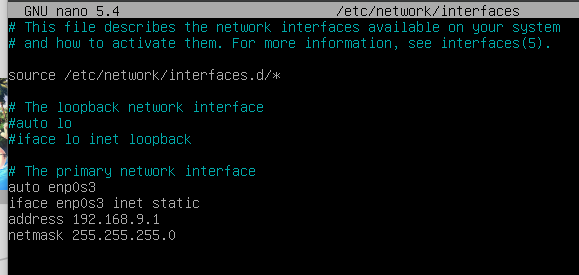 GNU nano 5.4 /etc/network/interfaces
# This file describes the network interfaces available on your system
# and how to activate them. For more information, see interfaces(5).
source /etc/network/interfaces.d/*
# The loopback network interface
#auto lo
#iface lo inet loopback
# The primary network interface
auto enp0s3
iface enp0s3 inet static
address 192.168.9.1
netmask 255.255.255.0